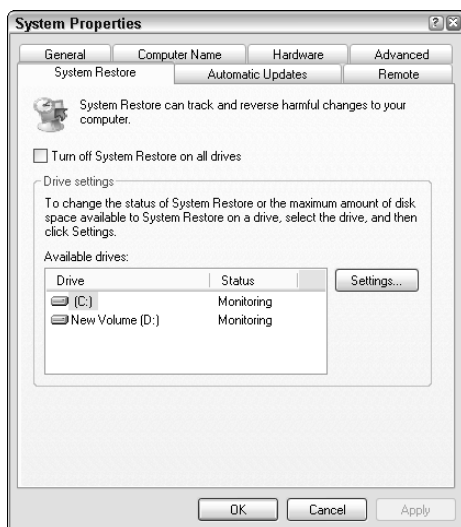 System Properties
General Computer Name Hardware Advanced
System Restore Automatic Updates Remote
System Restore can track and reverse harmful changes to your
computer.
Turn off System Restore on all drives
Drive settings
To change the status of System Restore or the maximum amount of disk
space available to System Restore on a drive, select the drive, and then
click Settings.
Available drives:
Drive Status
(C:) Monitoring
Settings...
New Volume (D:) Monitoring
OK Cancel Apply